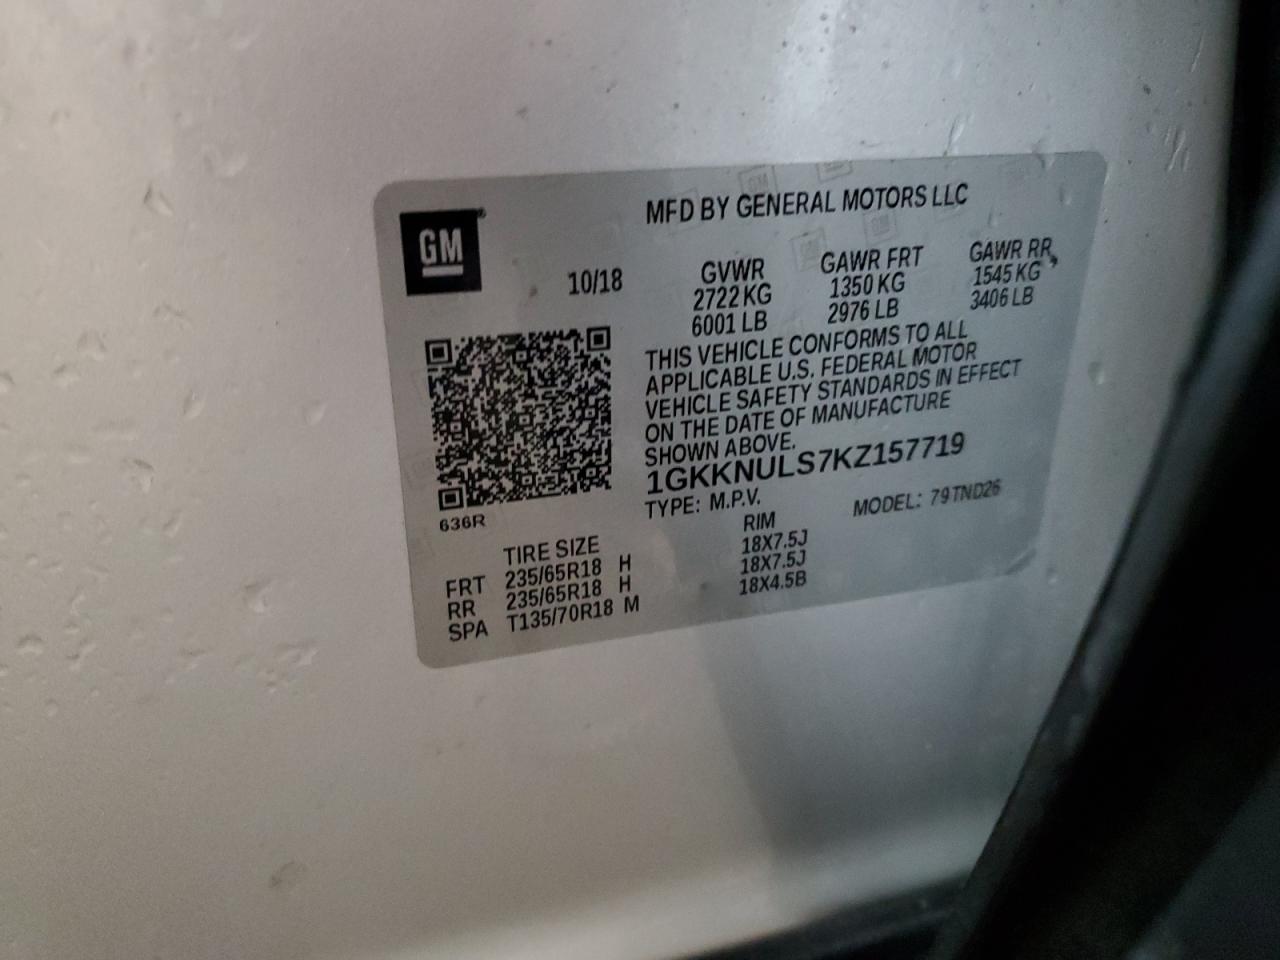 GM
MFD BY GENERAL MOTORS LLC
10/18
GVWR GAWR FRT GAWR RR
2722 KG 1350 KG 1545 KG
6001 LB 2976 LB 3406 LB
THIS VEHICLE CONFORMS TO ALL
APPLICABLE U.S. FEDERAL MOTOR
VEHICLE SAFETY STANDARDS IN EFFECT
ON THE DATE OF MANUFACTURE
SHOWN ABOVE.
1GKKNULS7KZ157719
TYPE: M.P.V. MODEL: 79TND26
636R
TIRE SIZE RIM
FRT 235/65R18 H 18X7.5J
RR 235/65R18 H 18X7.5J
SPA T135/70R18 M 18X4.5B